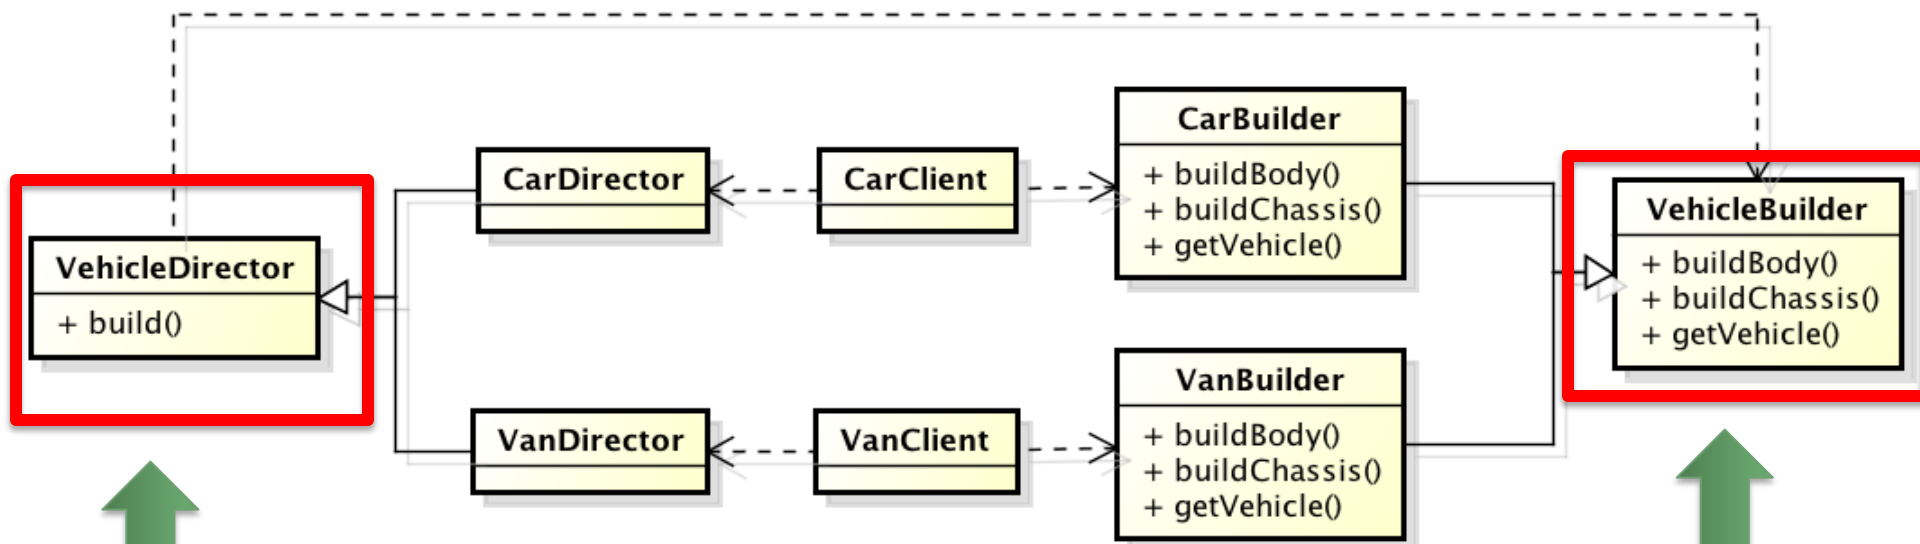 VehicleDirector
+ build()
CarDirector
CarClient
CarBuilder
+ buildBody()
+ buildChassis()
+ getVehicle()
VanDirector
VanClient
VanBuilder
+ buildBody()
+ buildChassis()
+ getVehicle()
VehicleBuilder
+ buildBody()
+ buildChassis()
+ getVehicle()